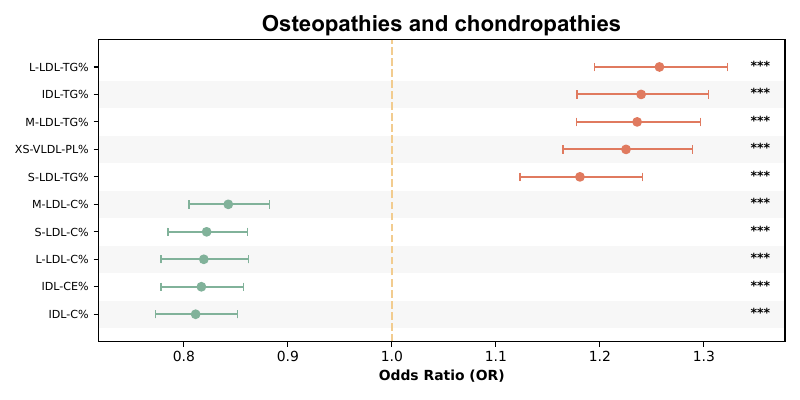 Osteopathies and chondropathies
L-LDL-TG% ***
IDL-TG% ***
M-LDL-TG% ***
XS-VLDL-PL% ***
S-LDL-TG% ***
M-LDL-C% ***
S-LDL-C% ***
L-LDL-C% ***
IDL-CE% ***
IDL-C% ***
0.8 0.9 1.0 1.1 1.2 1.3
Odds Ratio (OR)